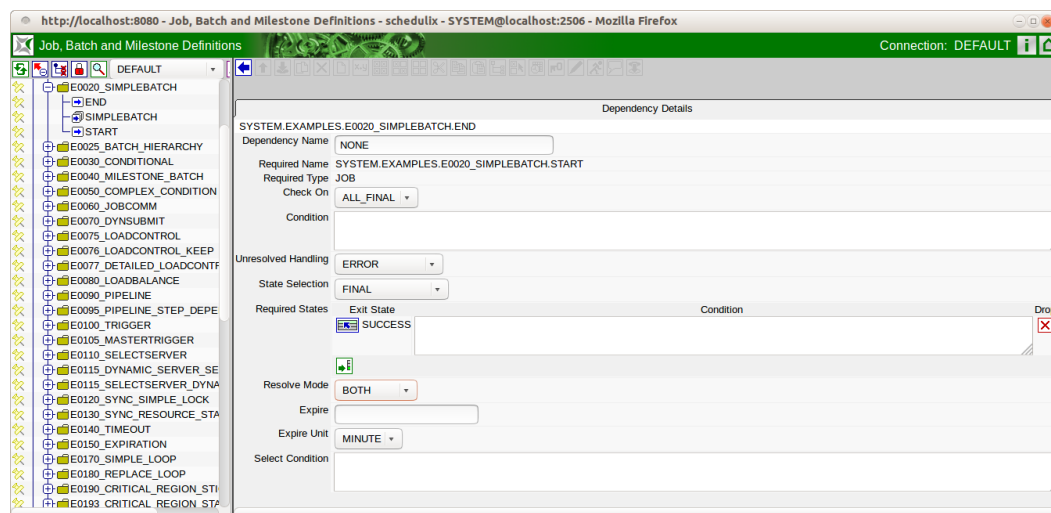 http://localhost:8080 - Job, Batch and Milestone Definitions - schedulix - SYSTEM@localhost:2506 - Mozilla Firefox
Job, Batch and Milestone Definitions
Connection: DEFAULT
DEFAULT
E0020_SIMPLEBATCH
END
SIMPLEBATCH
START
E0025_BATCH_HIERARCHY
E0030_CONDITIONAL
E0040_MILESTONE_BATCH
E0050_COMPLEX_CONDITION
E0060_JOBCOMM
E0070_DYNSUBMIT
E0075_LOADCONTROL
E0076_LOADCONTROL_KEEP
E0077_DETAILED_LOADCONTR
E0080_LOADBALANCE
E0090_PIPELINE
E0095_PIPELINE_STEP_DEPE
E0100_TRIGGER
E0105_MASTERTRIGGER
E0110_SELECTSERVER
E0115_DYNAMIC_SERVER_SE
E0115_SELECTSERVER_DYNA
E0120_SYNC_SIMPLE_LOCK
E0130_SYNC_RESOURCE_STA
E0140_TIMEOUT
E0150_EXPIRATION
E0170_SIMPLE_LOOP
E0180_REPLACE_LOOP
E0190_CRITICAL_REGION_STI
E0193_CRITICAL_REGION_STA
Dependency Details
SYSTEM.EXAMPLES.E0020_SIMPLEBATCH.END
Dependency Name NONE
Required Name SYSTEM.EXAMPLES.E0020_SIMPLEBATCH.START
Required Type JOB
Check On ALL_FINAL
Condition
Unresolved Handling ERROR
State Selection FINAL
Required States Exit State Condition Dro
SUCCESS
Resolve Mode BOTH
Expire
Expire Unit MINUTE
Select Condition